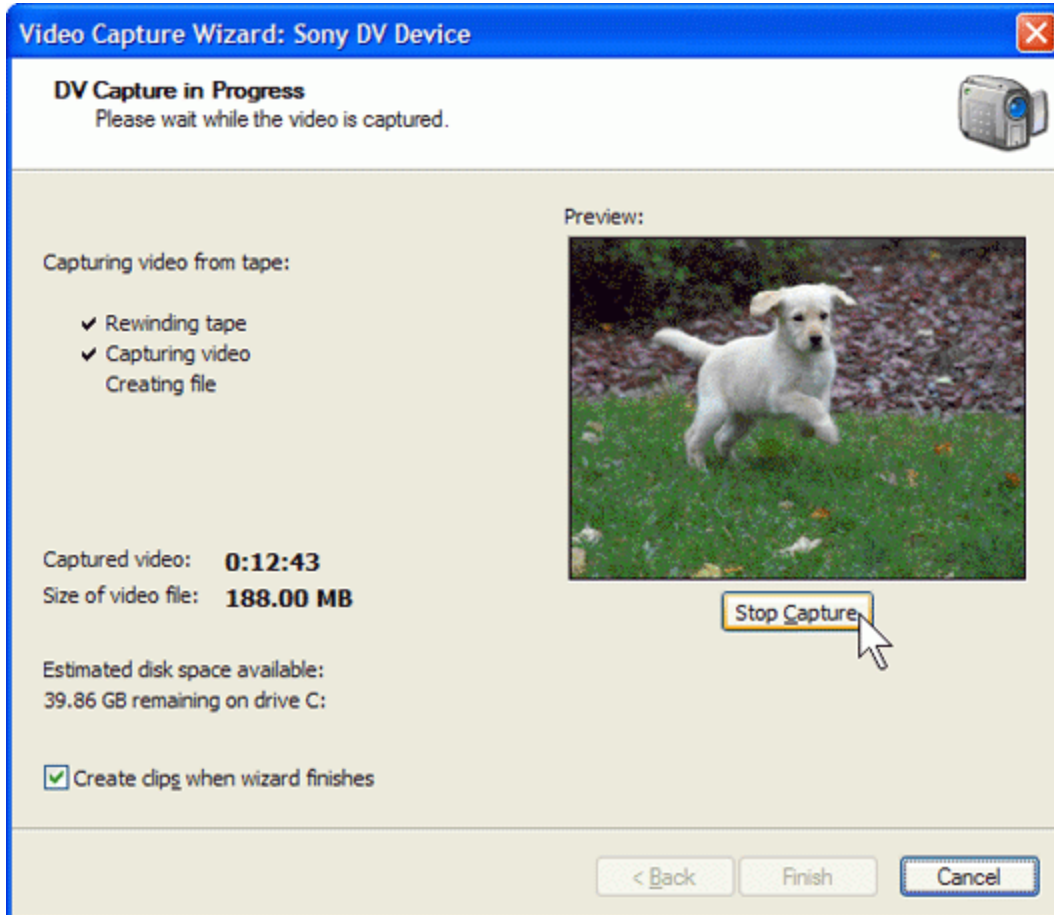 Video Capture Wizard: Sony DV Device
DV Capture in Progress
Please wait while the video is captured.
Preview:
Capturing video from tape:
Rewinding tape
Capturing video
Creating file
Captured video: 0:12:43
Size of video file: 188.00 MB
Stop Capture
Estimated disk space available:
39.86 GB remaining on drive C:
Create clips when wizard finishes
< Back
Finish
Cancel